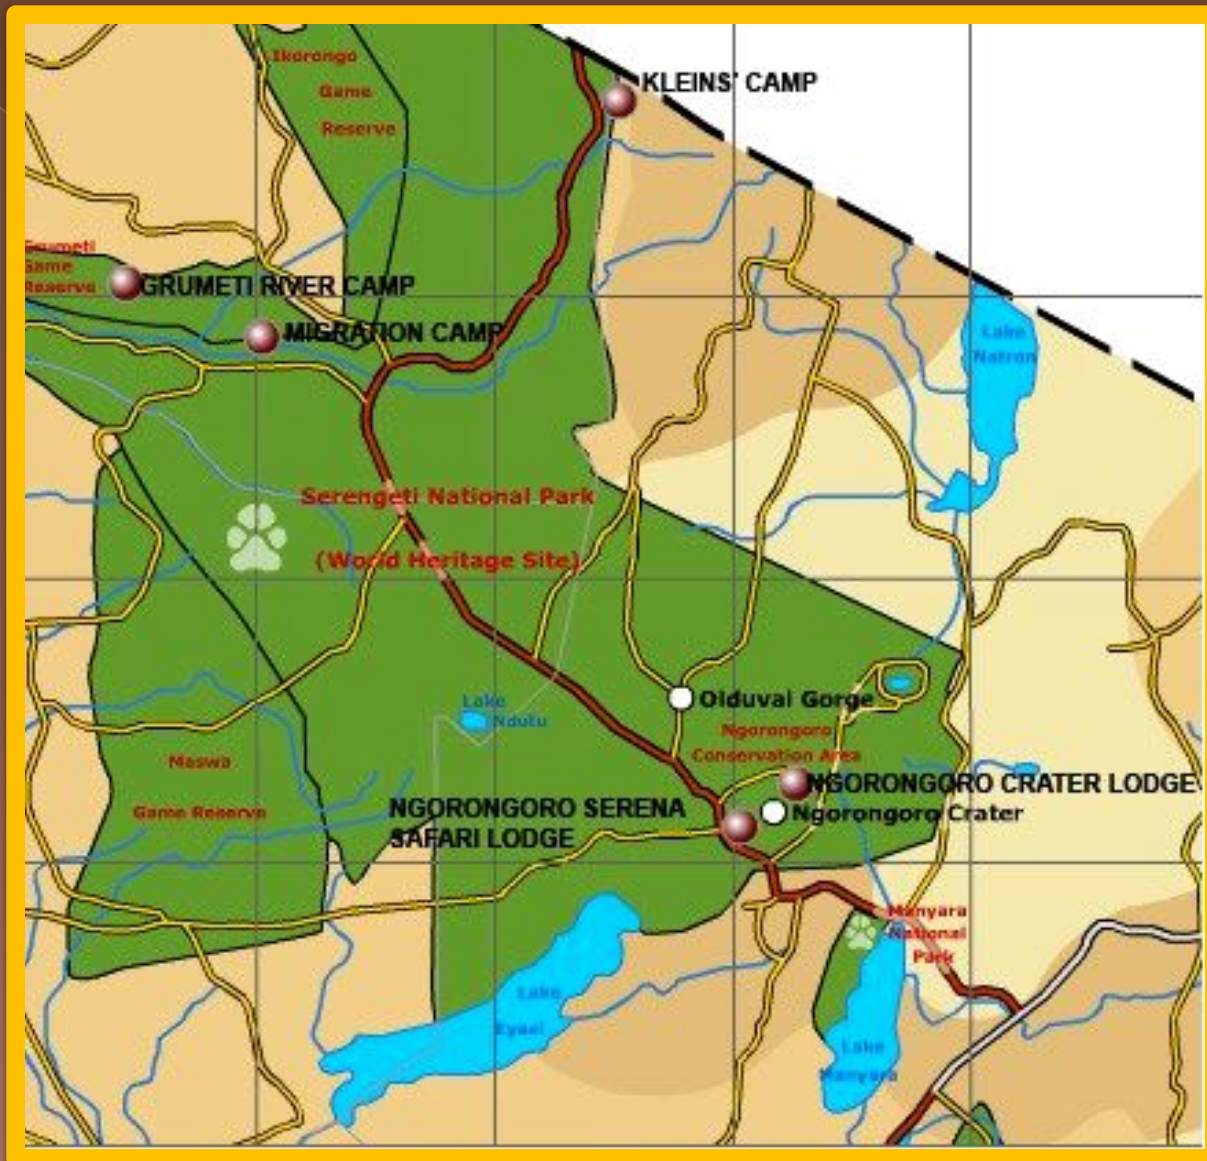 Ikorongo
Game
Reserve
KLEINS' CAMP
Grumeti
Game
Reserve
GRUMETI RIVER CAMP
MIGRATION CAMP
Lake
Natron
Serengeti National Park
(World Heritage Site)
Lake
Ndutu
Olduvai Gorge
Ngorongoro
Conservation Area
Maswa
Game Reserve
NGORONGORO CRATER LODGE
NGORONGORO SERENA
SAFARI LODGE
Ngorongoro Crater
Manyara
National
Park
Lake
Eyasi
Lake
Manyara